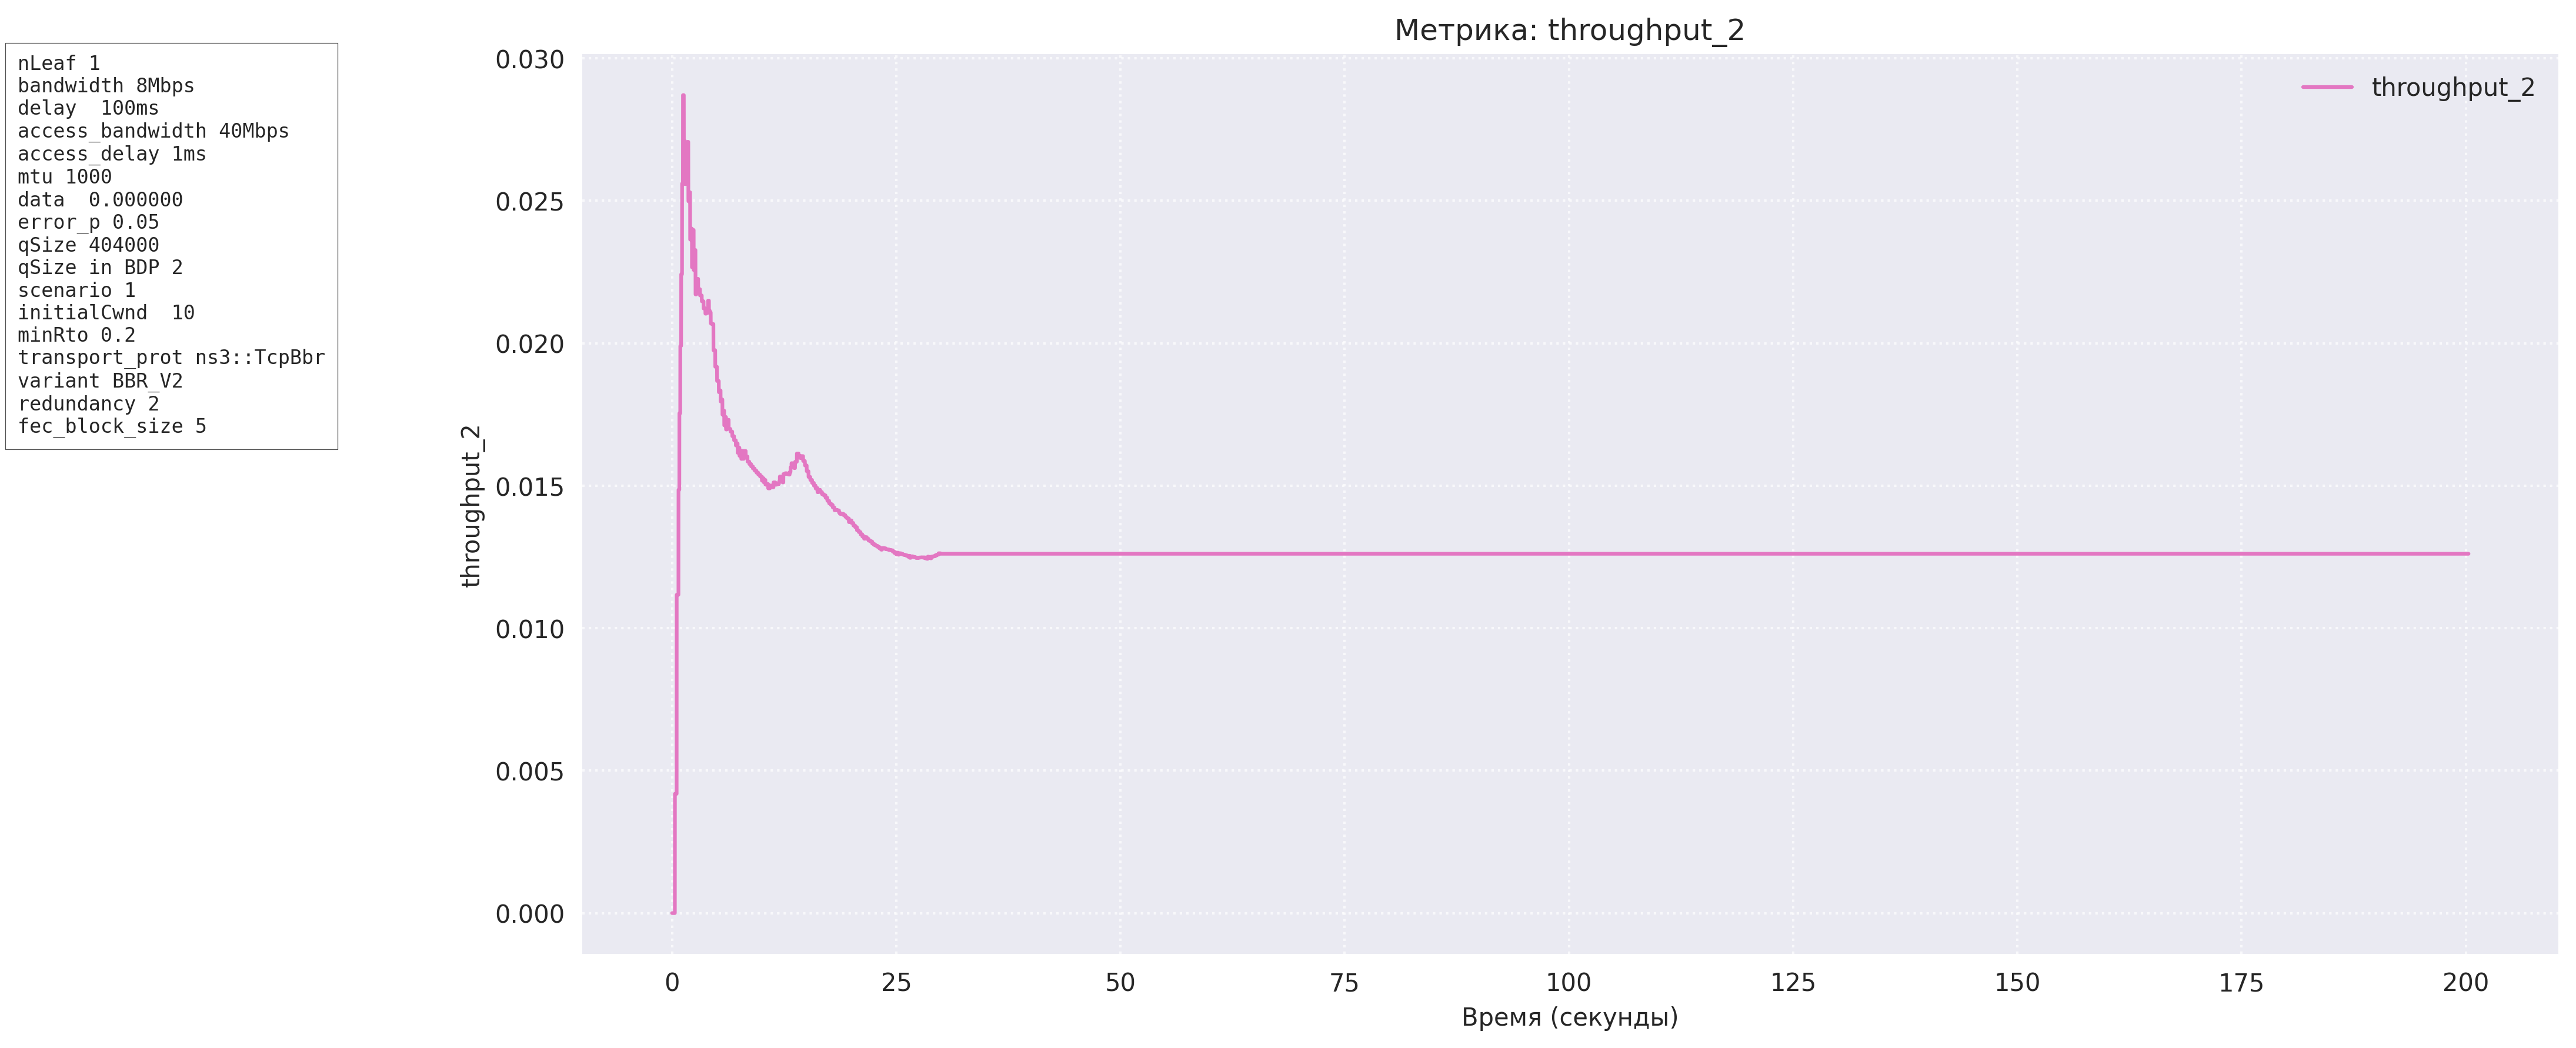 nLeaf 1
bandwidth 8Mbps
delay  100ms
access_bandwidth 40Mbps
access_delay 1ms
mtu 1000
data  0.000000
error_p 0.05
qSize 404000
qSize in BDP 2
scenario 1
initialCwnd  10
minRto 0.2
transport_prot ns3::TcpBbr
variant BBR_V2
redundancy 2
fec_block_size 5
Метрика: throughput_2
throughput_2
throughput_2
0.030
0.025
0.020
0.015
0.010
0.005
0.000
0 25 50 75 100 125 150 175 200
Время (секунды)